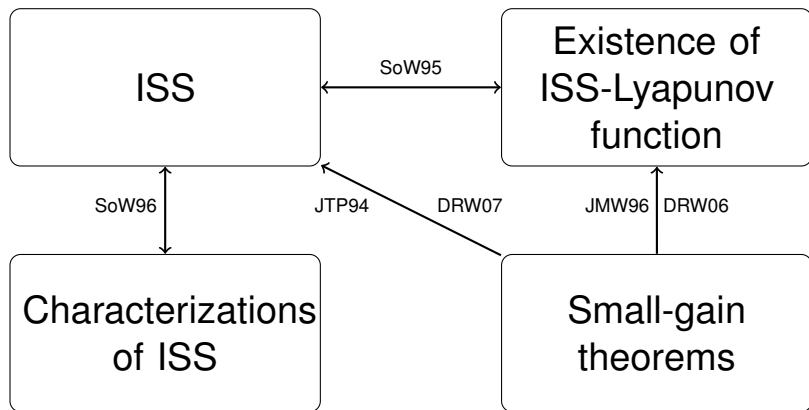 ISS
SoW95
Existence of
ISS-Lyapunov
function
SoW96
JTP94
DRW07
JMW96
DRW06
Characterizations
of ISS
Small-gain
theorems